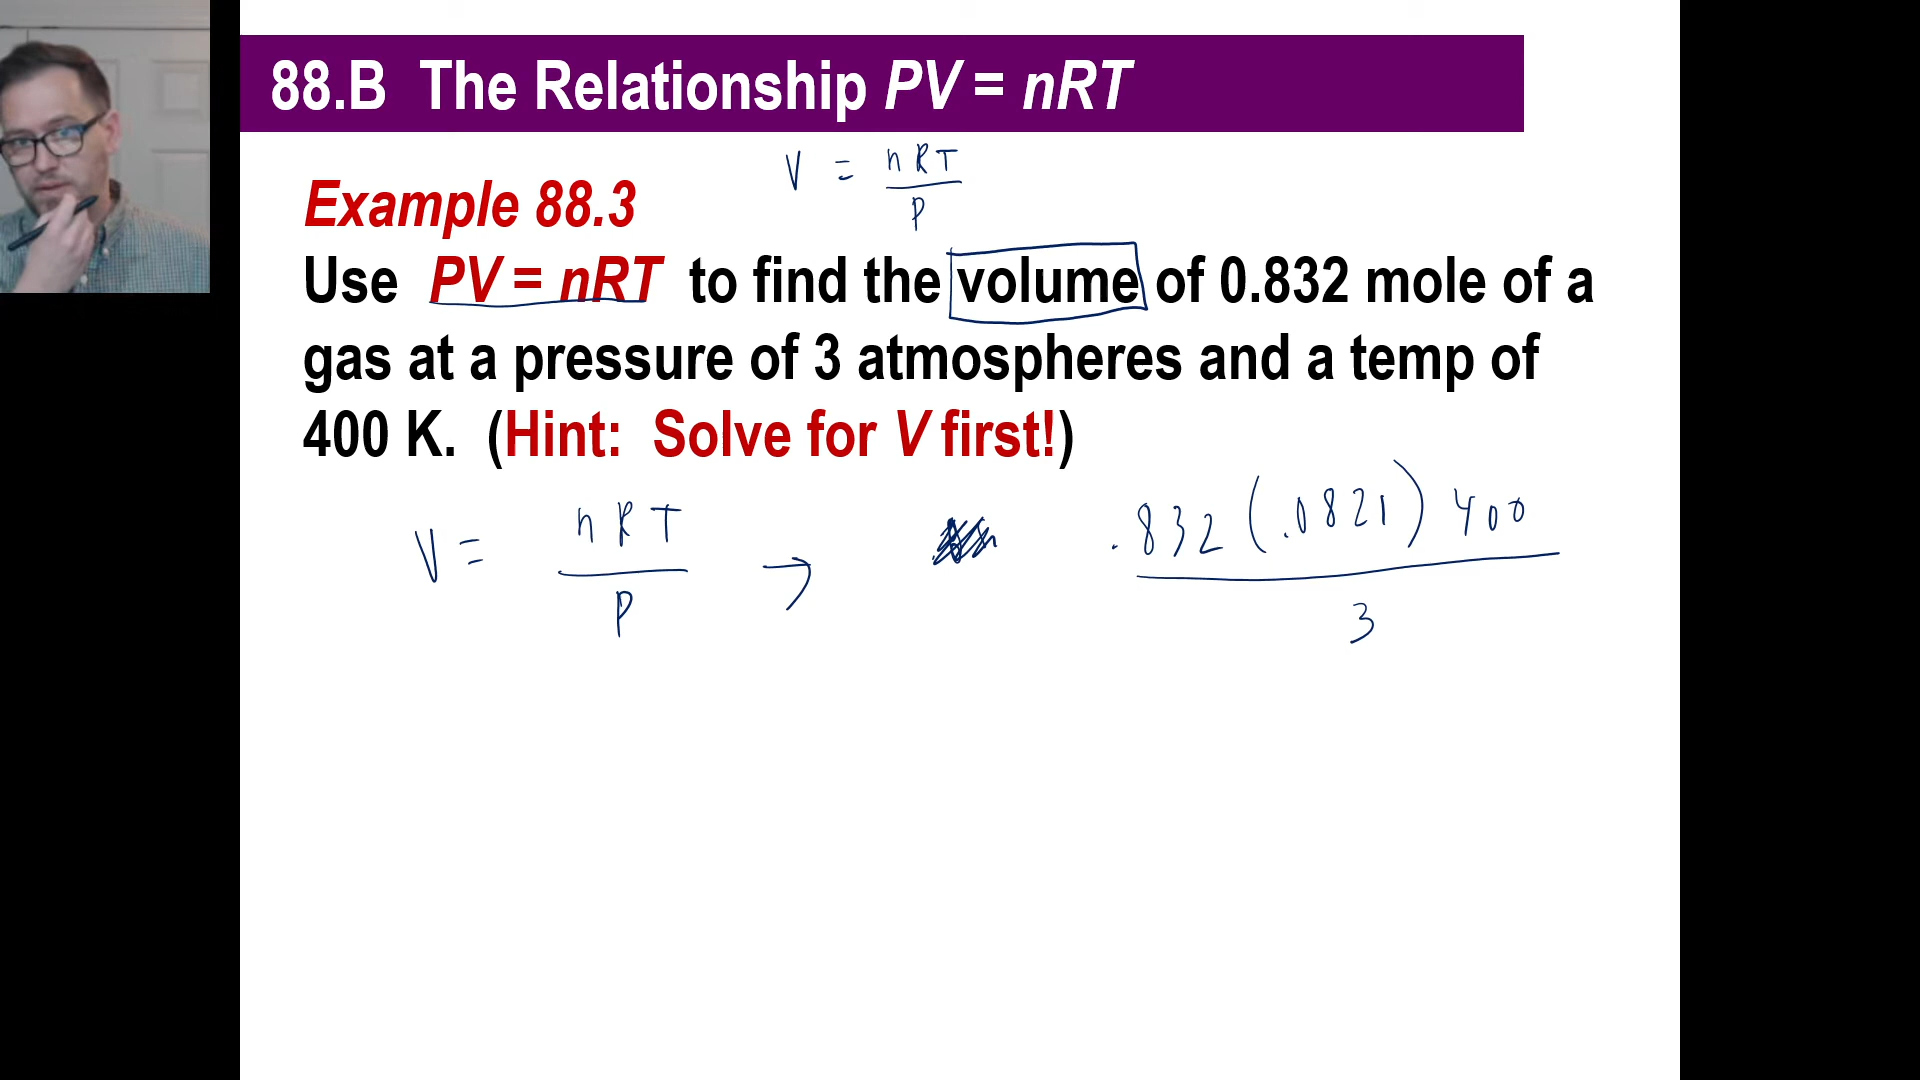 88.B The Relationship PV = nRT
V = nRT
P
Example 88.3
Use PV = nRT to find the volume of 0.832 mole of a
gas at a pressure of 3 atmospheres and a temp of
400 K. (Hint: Solve for V first!)
V = nRT → .832 (.0821) 400
P 3